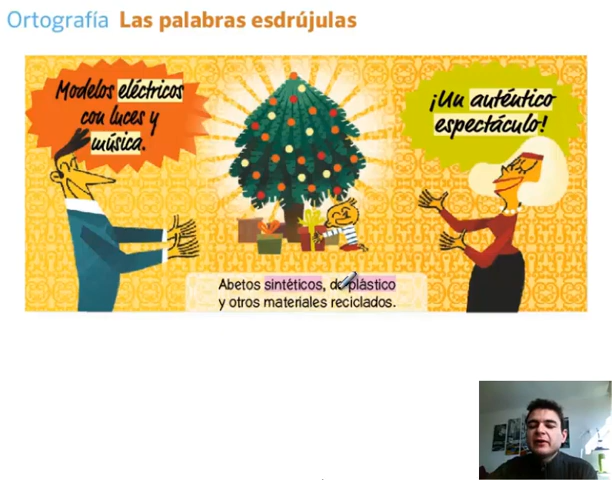 Ortografía Las palabras esdrújulas
Modelos eléctricos
con luces y
música.
¡Un auténtico
espectáculo!
Abetos sintéticos, de plástico
y otros materiales reciclados.